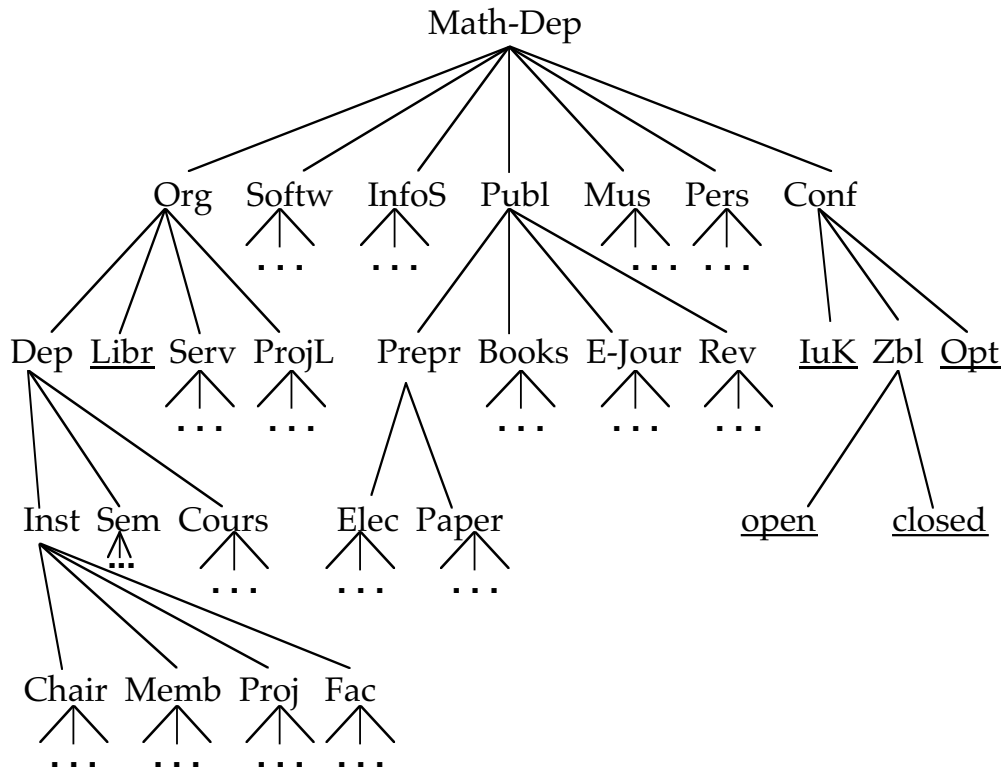 Math-Dep
Org Softw InfoS Publ Mus Pers Conf
... ... ... ...
Dep Libr Serv ProjL Prepr Books E-Jour Rev IuK Zbl Opt
... ... ... ... ...
Inst Sem Cours Elec Paper open closed
... ... ... ...
Chair Memb Proj Fac
... ... ... ...